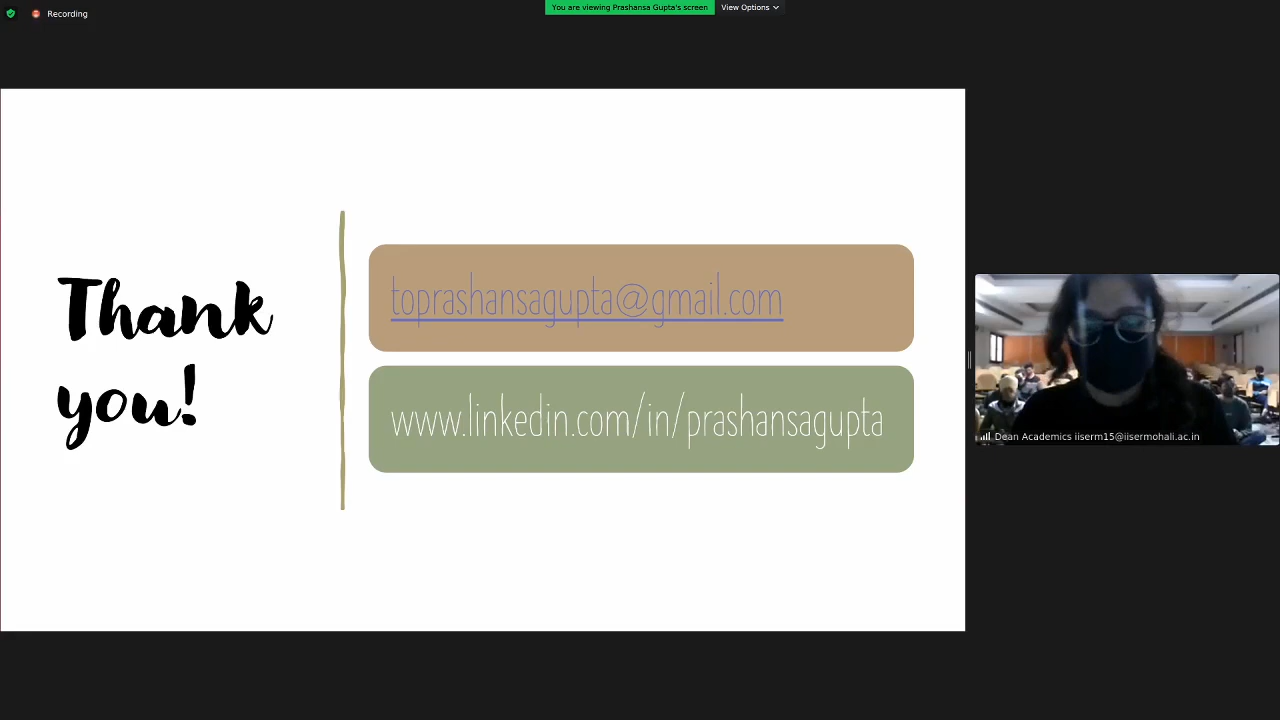 Recording
You are viewing Prashansa Gupta's screen
View Options
Thank
you!
toprashansagupta@gmail.com
www.linkedin.com/in/prashansagupta
Dean Academics iiserm15@iisermohali.ac.in